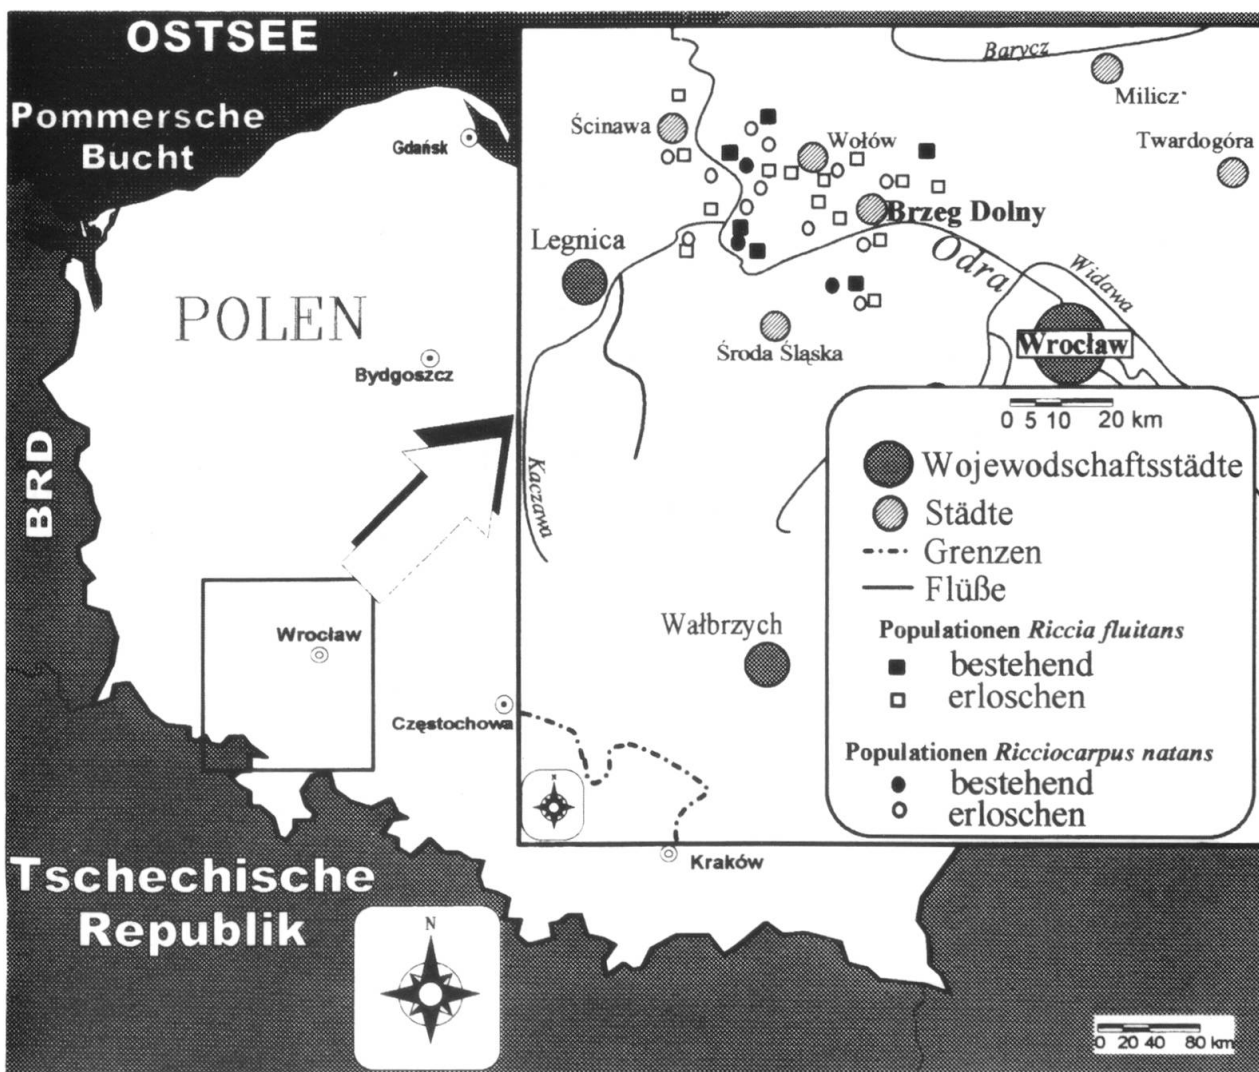 OSTSEE
Pommersche
Bucht
Gdańsk
POLEN
Bydgoszcz
BRD
Wrocław
Częstochowa
Kraków
Tschechische
Republik
N
0 20 40 80 km
Barycz
Milicz
Ścinawa
Wołów
Twardogóra
Brzeg Dolny
Legnica
Odra
Widawa
Środa Śląska
Wrocław
Kaczawa
Wałbrzych
N
0 5 10 20 km
Wojewodschaftsstädte
Städte
Grenzen
Flüße
Populationen Riccia fluitans
bestehend
erloschen
Populationen Ricciocarpus natans
bestehend
erloschen